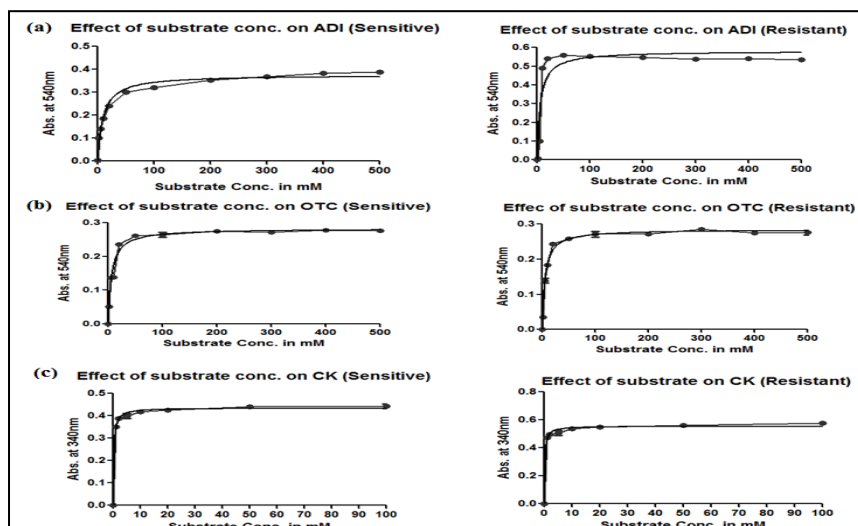 (a) Effect of substrate conc. on ADI (Sensitive)
Abs. at 540nm
0.5
0.4
0.3
0.2
0.1
0.0
0 100 200 300 400 500
Substrate Conc. in mM
Effect of substrate conc. on ADI (Resistant)
Abs. at 540nm
0.6
0.5
0.4
0.3
0.2
0.1
0.0
0 100 200 300 400 500
Substrate Conc. in mM
(b) Effect of substrate conc. on OTC (Sensitive)
Abs. at 540nm
0.3
0.2
0.1
0.0
0 100 200 300 400 500
Substrate Conc. in mM
Effec of substrate conc. on OTC (Resistant)
Abs. at 540nm
0.3
0.2
0.1
0.0
0 100 200 300 400 500
Substrate Conc. in mM
(c) Effect of substrate conc. on CK (Sensitive)
Abs. at 340nm
0.5
0.4
0.3
0.2
0.1
0.0
0 10 20 30 40 50 60 70 80 90 100
Substrate Conc. in mM
Effect of substrate on CK (Resistant)
Abs. at 340nm
0.8
0.6
0.4
0.2
0.0
0 10 20 30 40 50 60 70 80 90 100
Substrate Conc. in mM